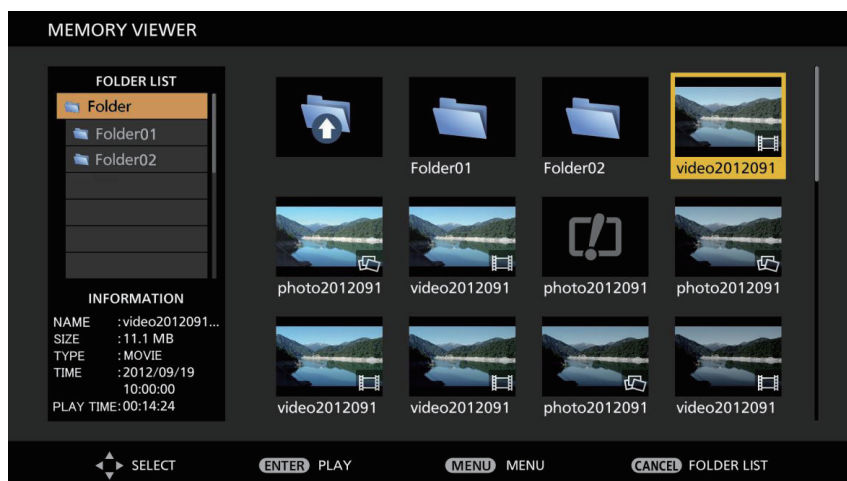 MEMORY VIEWER
FOLDER LIST
Folder
Folder01
Folder02
INFORMATION
NAME :video2012091...
SIZE :11.1 MB
TYPE :MOVIE
TIME :2012/09/19
10:00:00
PLAY TIME:00:14:24
Folder01 Folder02 video2012091
photo2012091 video2012091 photo2012091 photo2012091
video2012091 video2012091 photo2012091 video2012091
SELECT ENTER PLAY MENU MENU CANCEL FOLDER LIST